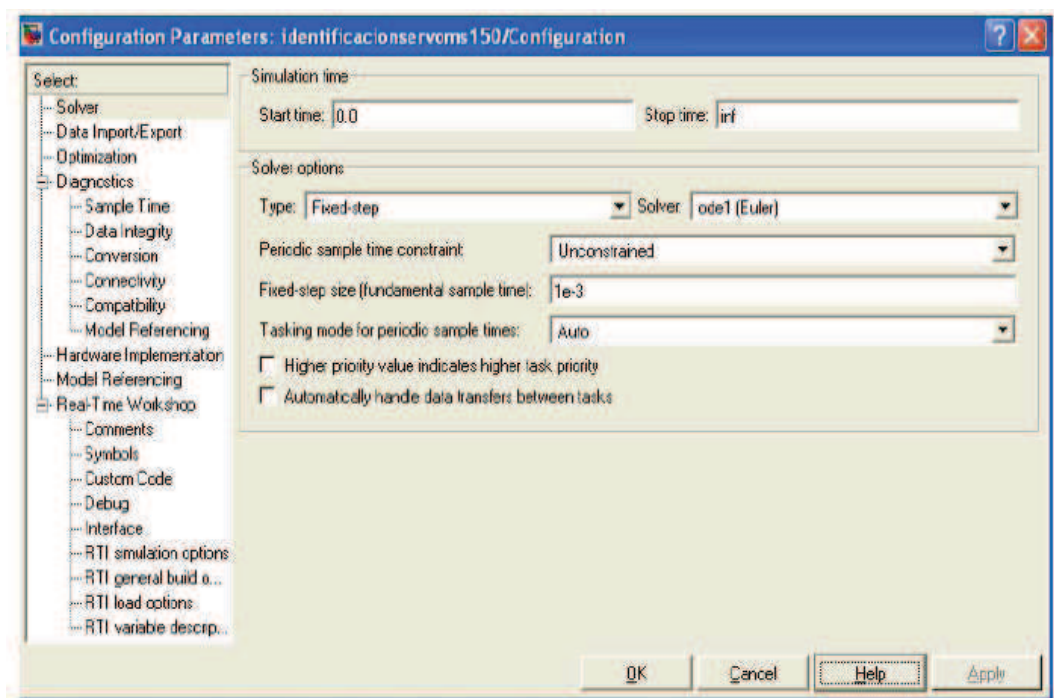 Configuration Parameters: identificacionservoms150/Configuration
Select:
Solver
Data Import/Export
Optimization
Diagnostics
Sample Time
Data Integrity
Conversion
Connectivity
Compatibility
Model Referencing
Hardware Implementation
Model Referencing
Real-Time Workshop
Comments
Symbols
Custom Code
Debug
Interface
RTI simulation options
RTI general build o...
RTI load options
RTI variable descrip...
Simulation time
Start time: 0.0
Stop time: inf
Solver options
Type: Fixed-step
Solver ode1 (Euler)
Periodic sample time constraint: Unconstrained
Fixed-step size (fundamental sample time): 1e-3
Tasking mode for periodic sample times: Auto
Higher priority value indicates higher task priority
Automatically handle data transfers between tasks
OK Cancel Help Apply